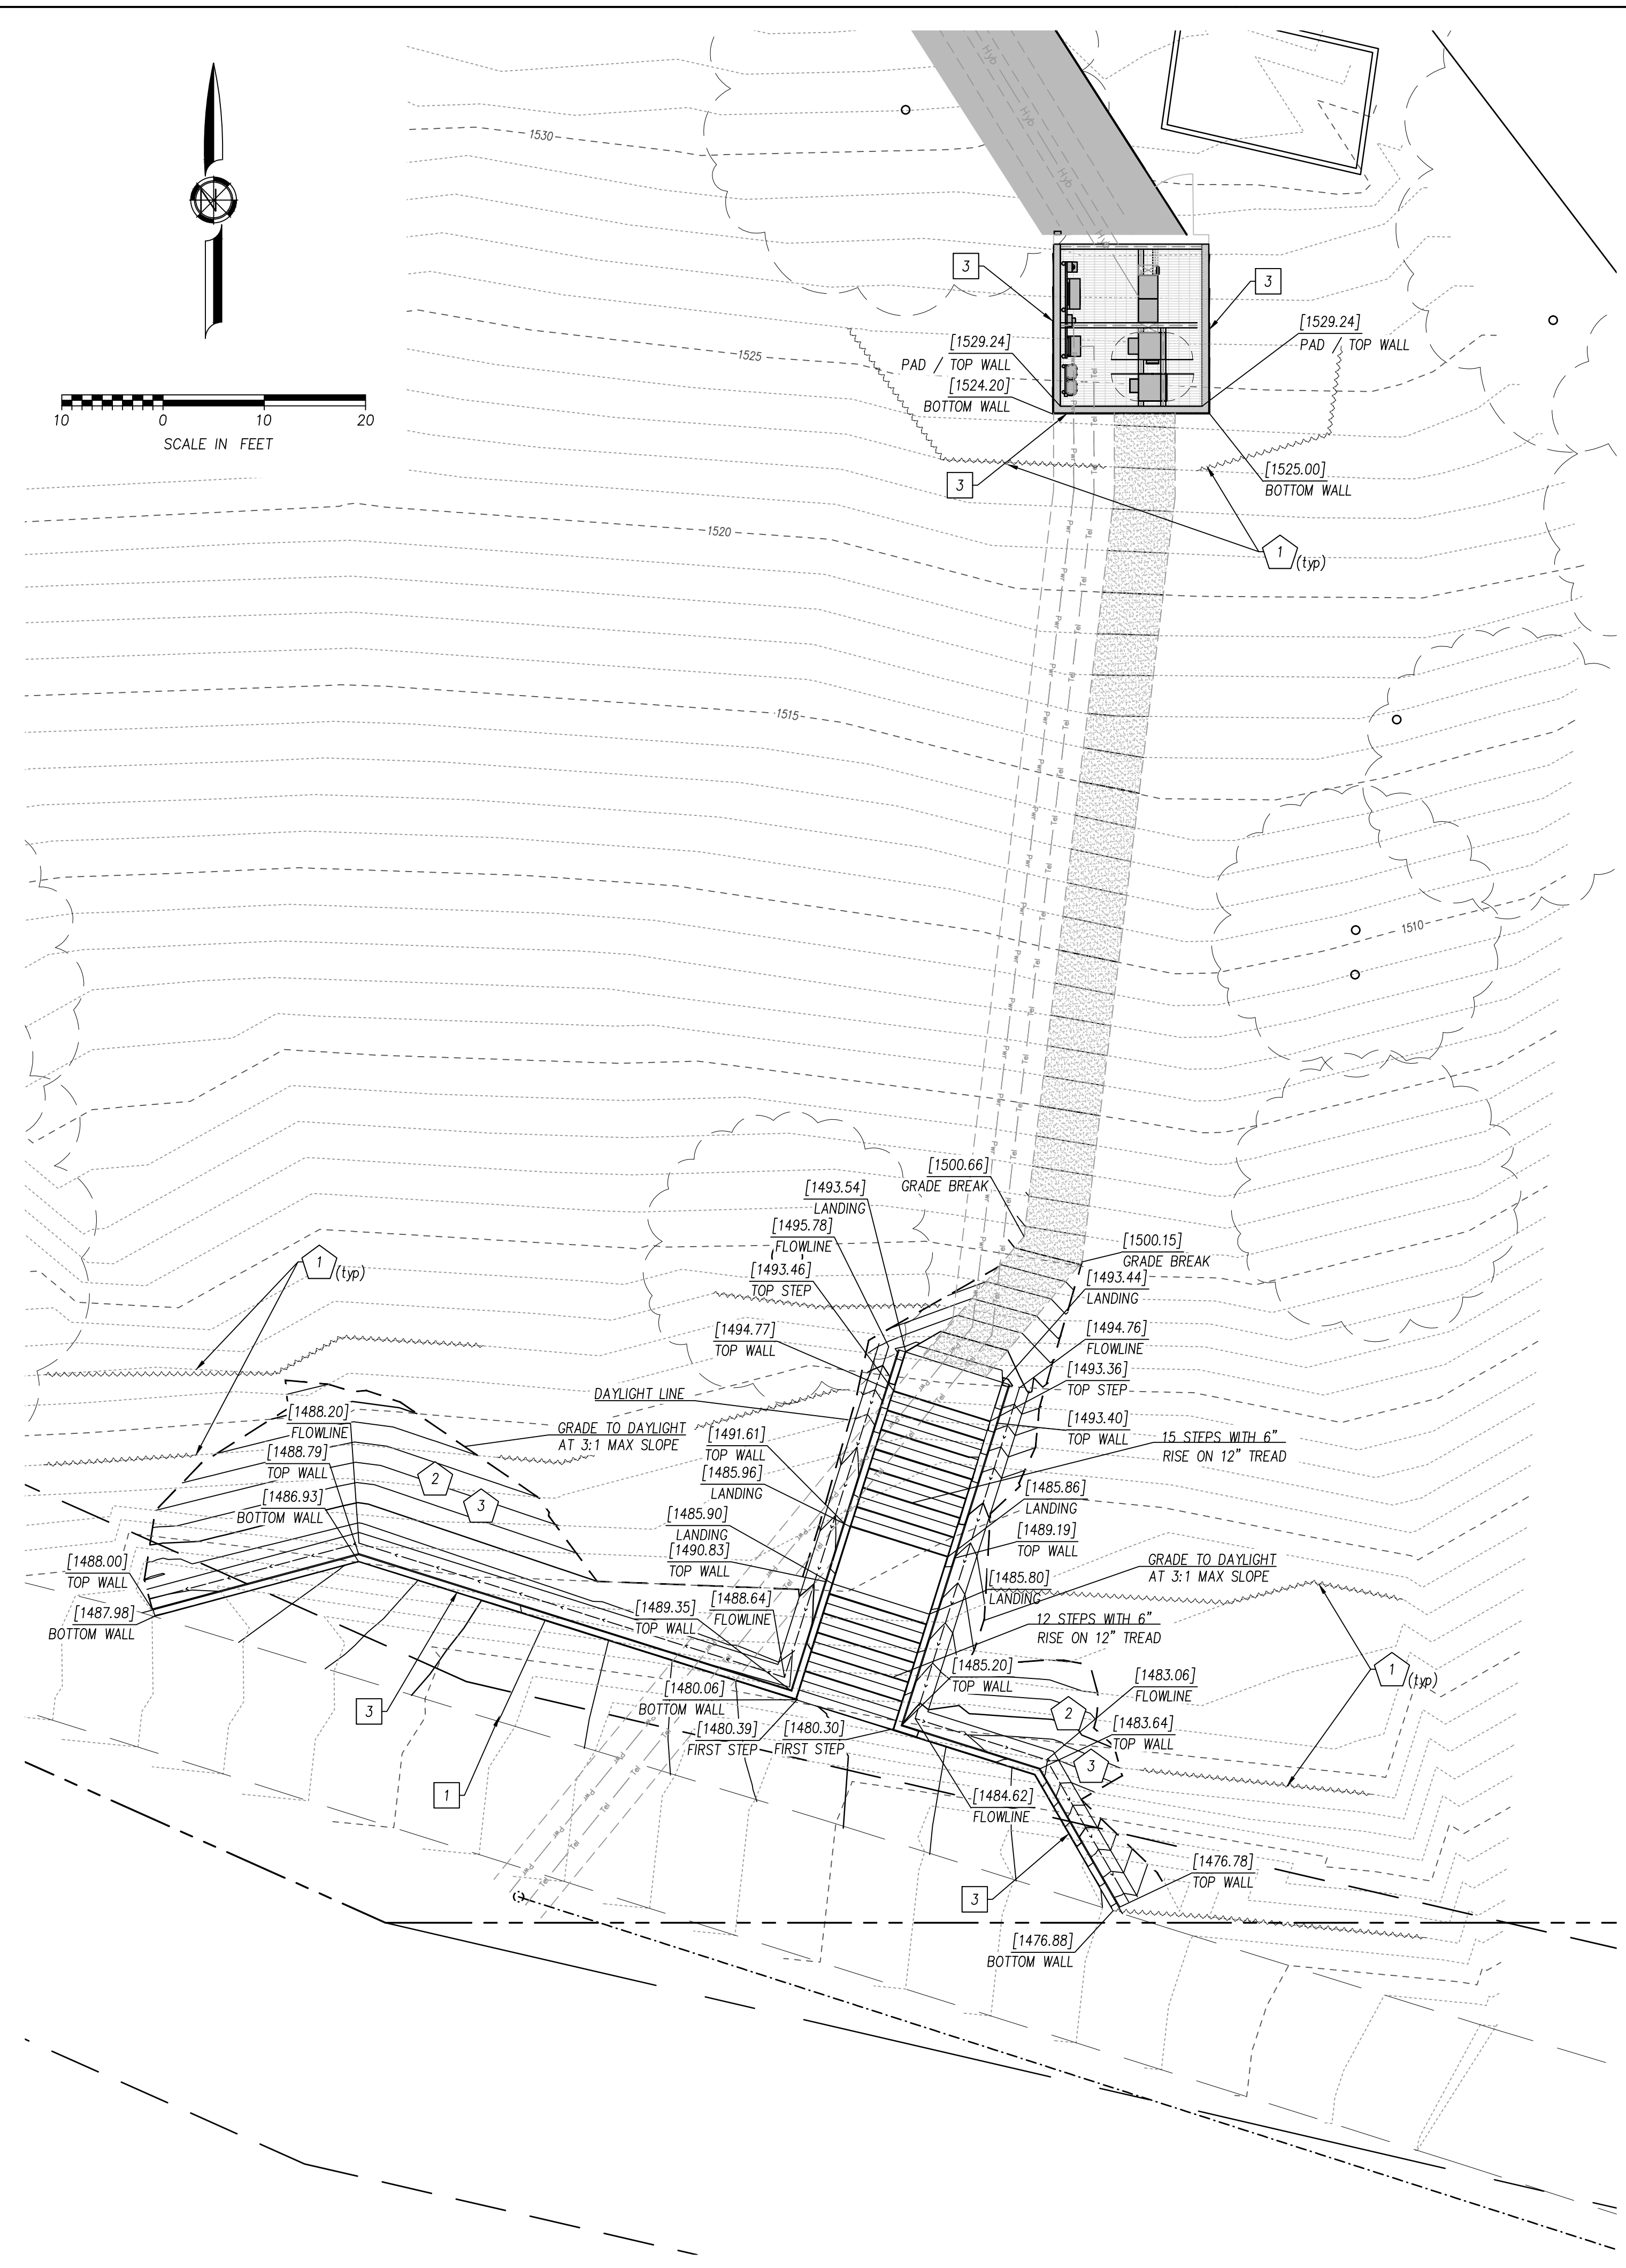 1530
Hyb
Hyb
Hyb
Hyb
N
10
0
10
20
SCALE IN FEET
3
3
[1529.24]
PAD / TOP WALL
[1529.24]
PAD / TOP WALL
1525
[1524.20]
BOTTOM WALL
[1525.00]
BOTTOM WALL
3
1
(typ)
1520
1515
1510
Pwr
Tel
[1500.66]
GRADE BREAK
[1493.54]
LANDING
[1495.78]
FLOWLINE
[1500.15]
GRADE BREAK
1
(typ)
[1493.46]
TOP STEP
[1493.44]
LANDING
[1494.77]
TOP WALL
[1494.76]
FLOWLINE
[1493.36]
TOP STEP
DAYLIGHT LINE
[1488.20]
FLOWLINE
GRADE TO DAYLIGHT
AT 3:1 MAX SLOPE
[1493.40]
TOP WALL
[1491.61]
TOP WALL
15 STEPS WITH 6"
RISE ON 12" TREAD
[1488.79]
TOP WALL
2
3
[1485.96]
LANDING
[1485.86]
LANDING
[1486.93]
BOTTOM WALL
[1485.90]
LANDING
[1489.19]
TOP WALL
[1490.83]
TOP WALL
GRADE TO DAYLIGHT
AT 3:1 MAX SLOPE
[1488.00]
TOP WALL
[1485.80]
LANDING
[1487.98]
BOTTOM WALL
[1489.35]
TOP WALL
[1488.64]
FLOWLINE
12 STEPS WITH 6"
RISE ON 12" TREAD
[1485.20]
TOP WALL
1
(typ)
[1483.06]
FLOWLINE
[1480.06]
BOTTOM WALL
3
2
[1480.39]
FIRST STEP
[1480.30]
FIRST STEP
[1483.64]
TOP WALL
3
1
[1484.62]
FLOWLINE
[1476.78]
TOP WALL
3
[1476.88]
BOTTOM WALL